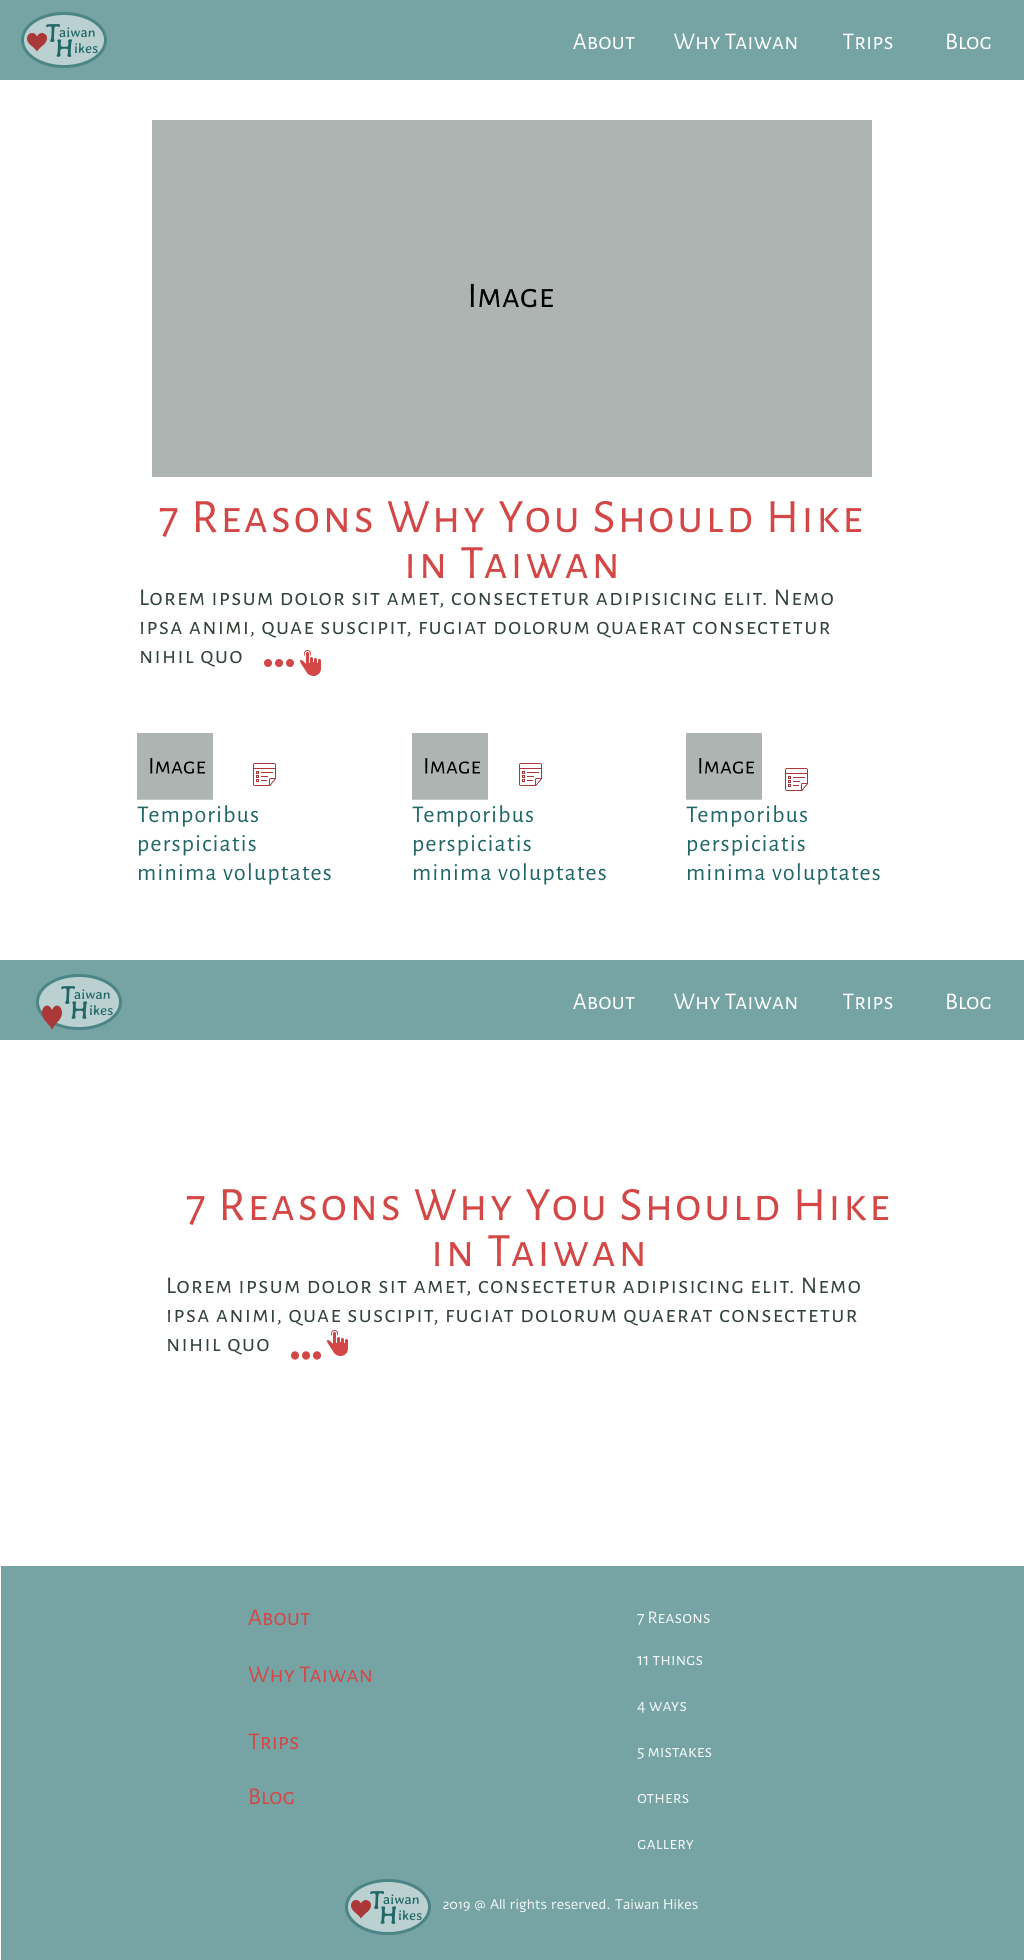 Taiwan
Hikes
About Why Taiwan Trips Blog
Image
7 Reasons Why You Should Hike
in Taiwan
Lorem ipsum dolor sit amet, consectetur adipisicing elit. Nemo
ipsa animi, quae suscipit, fugiat dolorum quaerat consectetur
nihil quo
Image
Temporibus
perspiciatis
minima voluptates
Image
Temporibus
perspiciatis
minima voluptates
Image
Temporibus
perspiciatis
minima voluptates
Taiwan
Hikes
About Why Taiwan Trips Blog
7 Reasons Why You Should Hike
in Taiwan
Lorem ipsum dolor sit amet, consectetur adipisicing elit. Nemo
ipsa animi, quae suscipit, fugiat dolorum quaerat consectetur
nihil quo
About
Why Taiwan
Trips
Blog
7 Reasons
11 things
4 ways
5 mistakes
others
gallery
Taiwan
Hikes
2019 @ All rights reserved. Taiwan Hikes